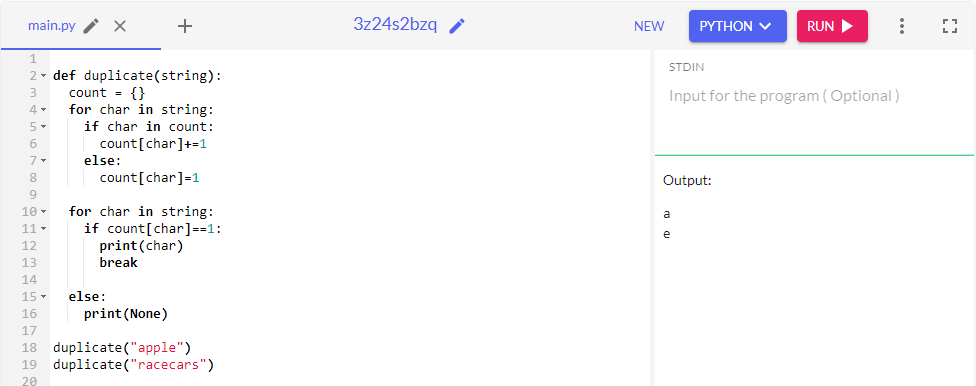 main.py
3z24s2bzq
NEW
PYTHON
RUN
1
2 def duplicate(string):
3   count = {}
4   for char in string:
5     if char in count:
6       count[char]+=1
7     else:
8       count[char]=1
9
10   for char in string:
11     if count[char]==1:
12       print(char)
13       break
14
15   else:
16     print(None)
17
18 duplicate("apple")
19 duplicate("racecars")
20
STDIN
Input for the program ( Optional )
Output:
a
e